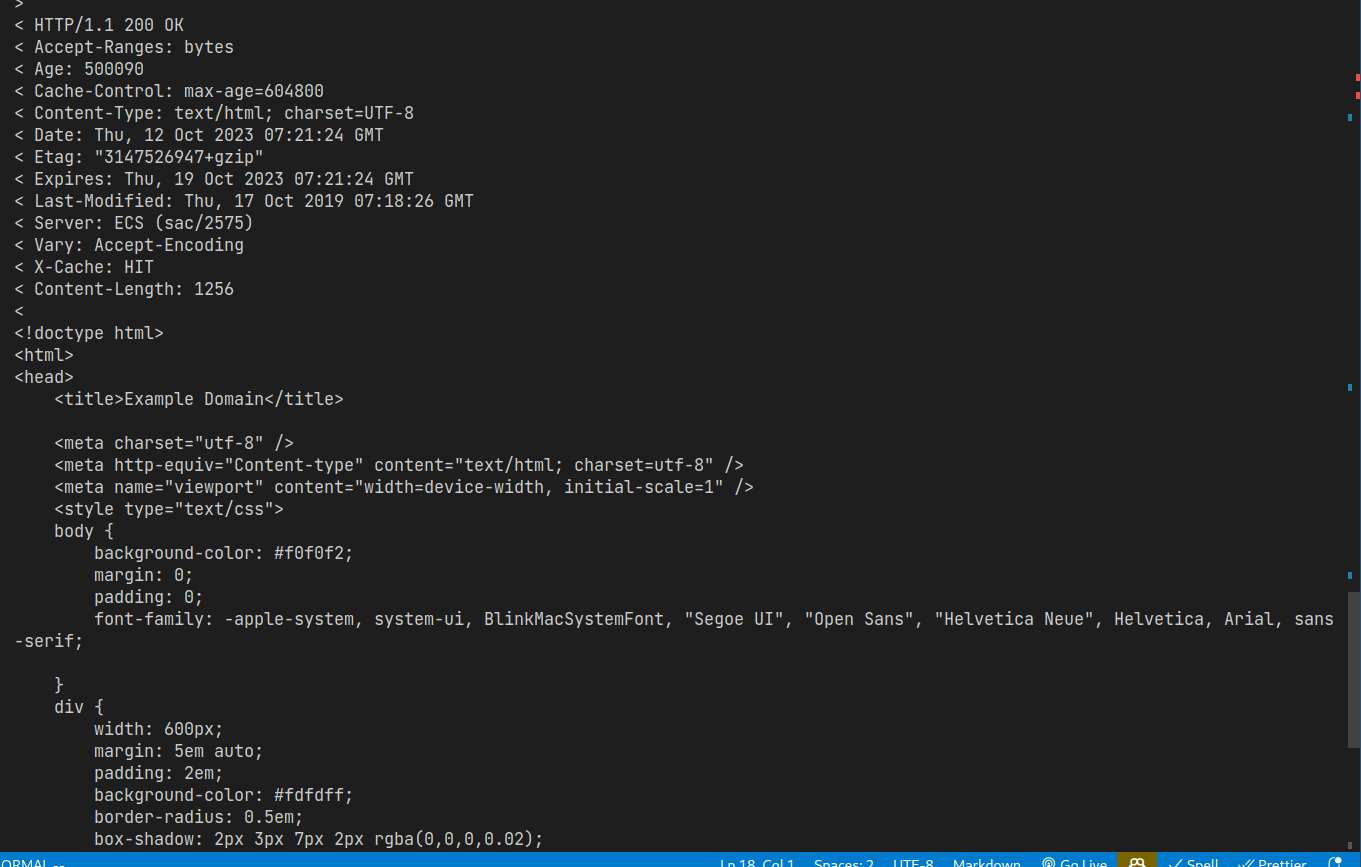 >
< HTTP/1.1 200 OK
< Accept-Ranges: bytes
< Age: 500090
< Cache-Control: max-age=604800
< Content-Type: text/html; charset=UTF-8
< Date: Thu, 12 Oct 2023 07:21:24 GMT
< Etag: "3147526947+gzip"
< Expires: Thu, 19 Oct 2023 07:21:24 GMT
< Last-Modified: Thu, 17 Oct 2019 07:18:26 GMT
< Server: ECS (sac/2575)
< Vary: Accept-Encoding
< X-Cache: HIT
< Content-Length: 1256
<
<!doctype html>
<html>
<head>
    <title>Example Domain</title>

    <meta charset="utf-8" />
    <meta http-equiv="Content-type" content="text/html; charset=utf-8" />
    <meta name="viewport" content="width=device-width, initial-scale=1" />
    <style type="text/css">
    body {
        background-color: #f0f0f2;
        margin: 0;
        padding: 0;
        font-family: -apple-system, system-ui, BlinkMacSystemFont, "Segoe UI", "Open Sans", "Helvetica Neue", Helvetica, Arial, sans
-serif;

    }
    div {
        width: 600px;
        margin: 5em auto;
        padding: 2em;
        background-color: #fdfdff;
        border-radius: 0.5em;
        box-shadow: 2px 3px 7px 2px rgba(0,0,0,0.02);
ORMAL -- Ln 18, Col 1 Spaces: 2 UTF-8 Markdown Go Live Spell Prettier